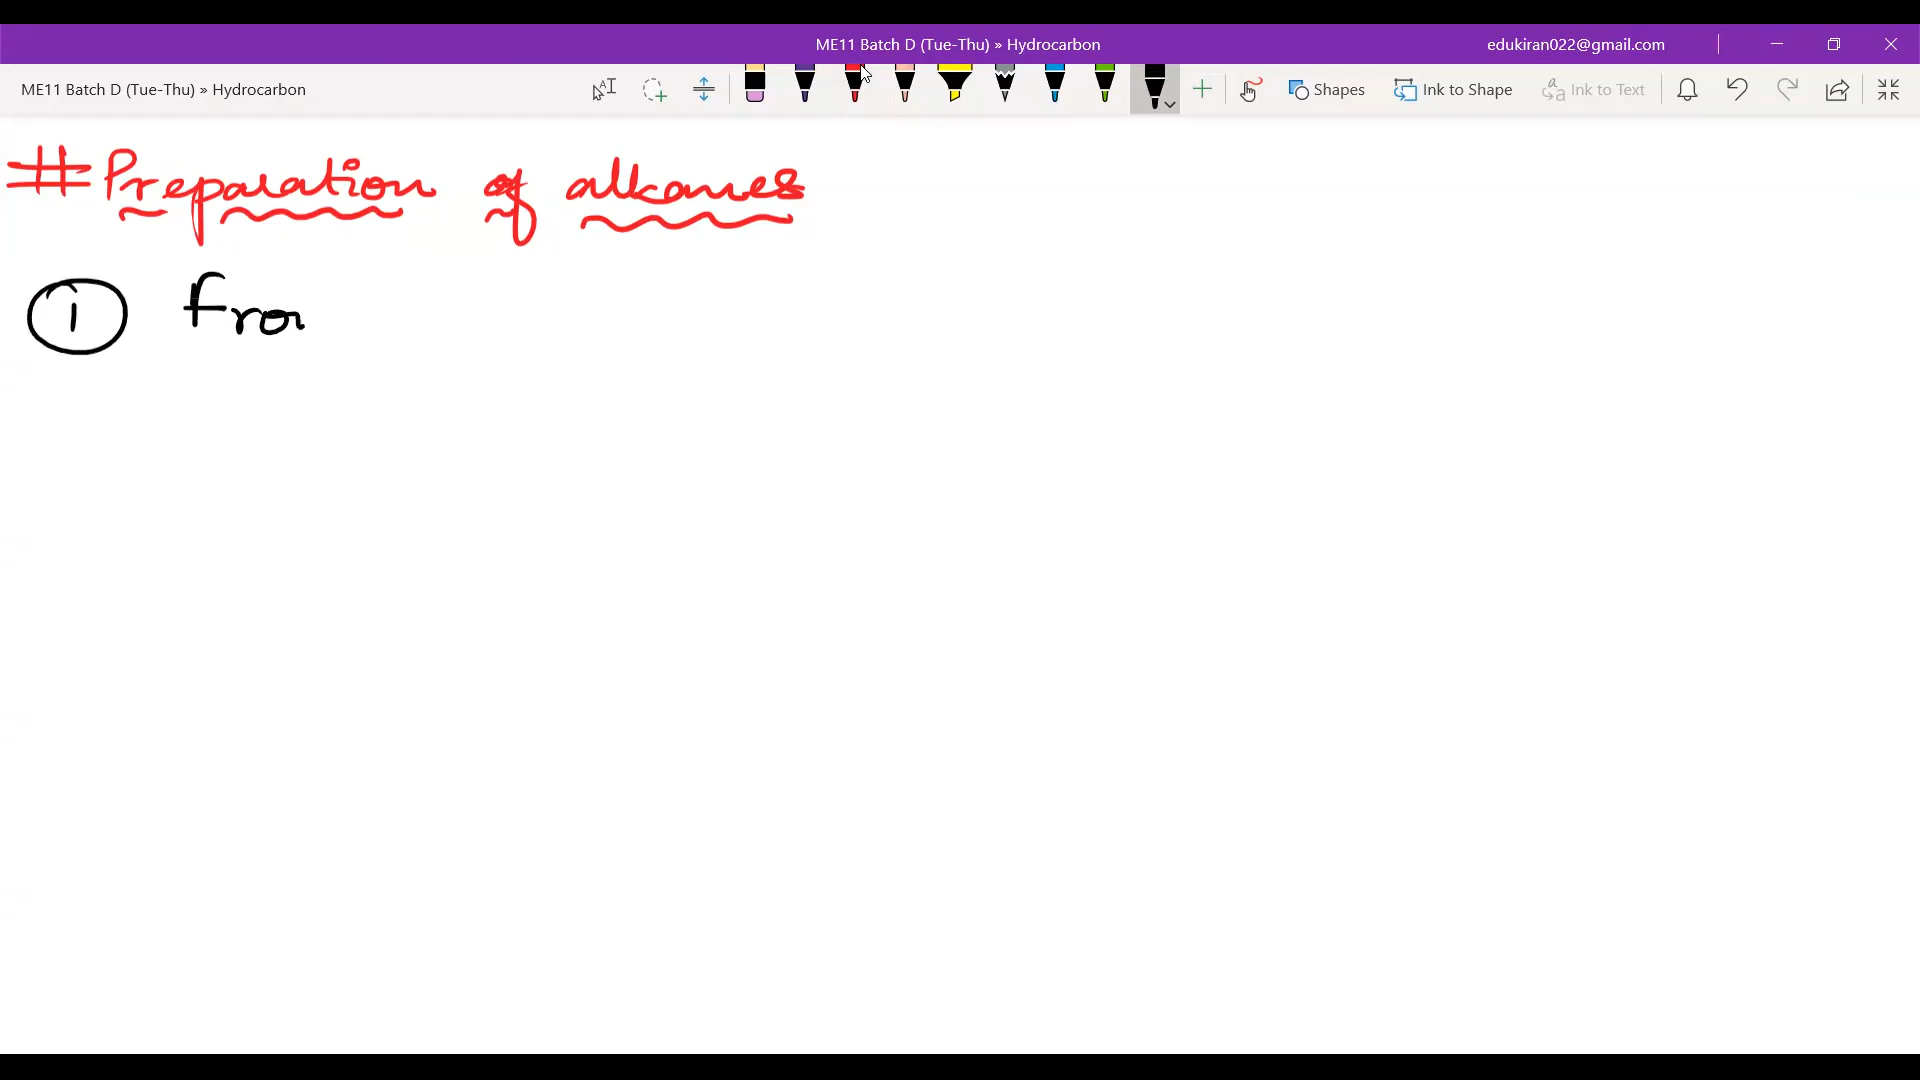 ME11 Batch D (Tue-Thu) » Hydrocarbon
edukiran022@gmail.com
ME11 Batch D (Tue-Thu) » Hydrocarbon
Shapes
Ink to Shape
Ink to Text
# Preparation of alkanes
1 Fro